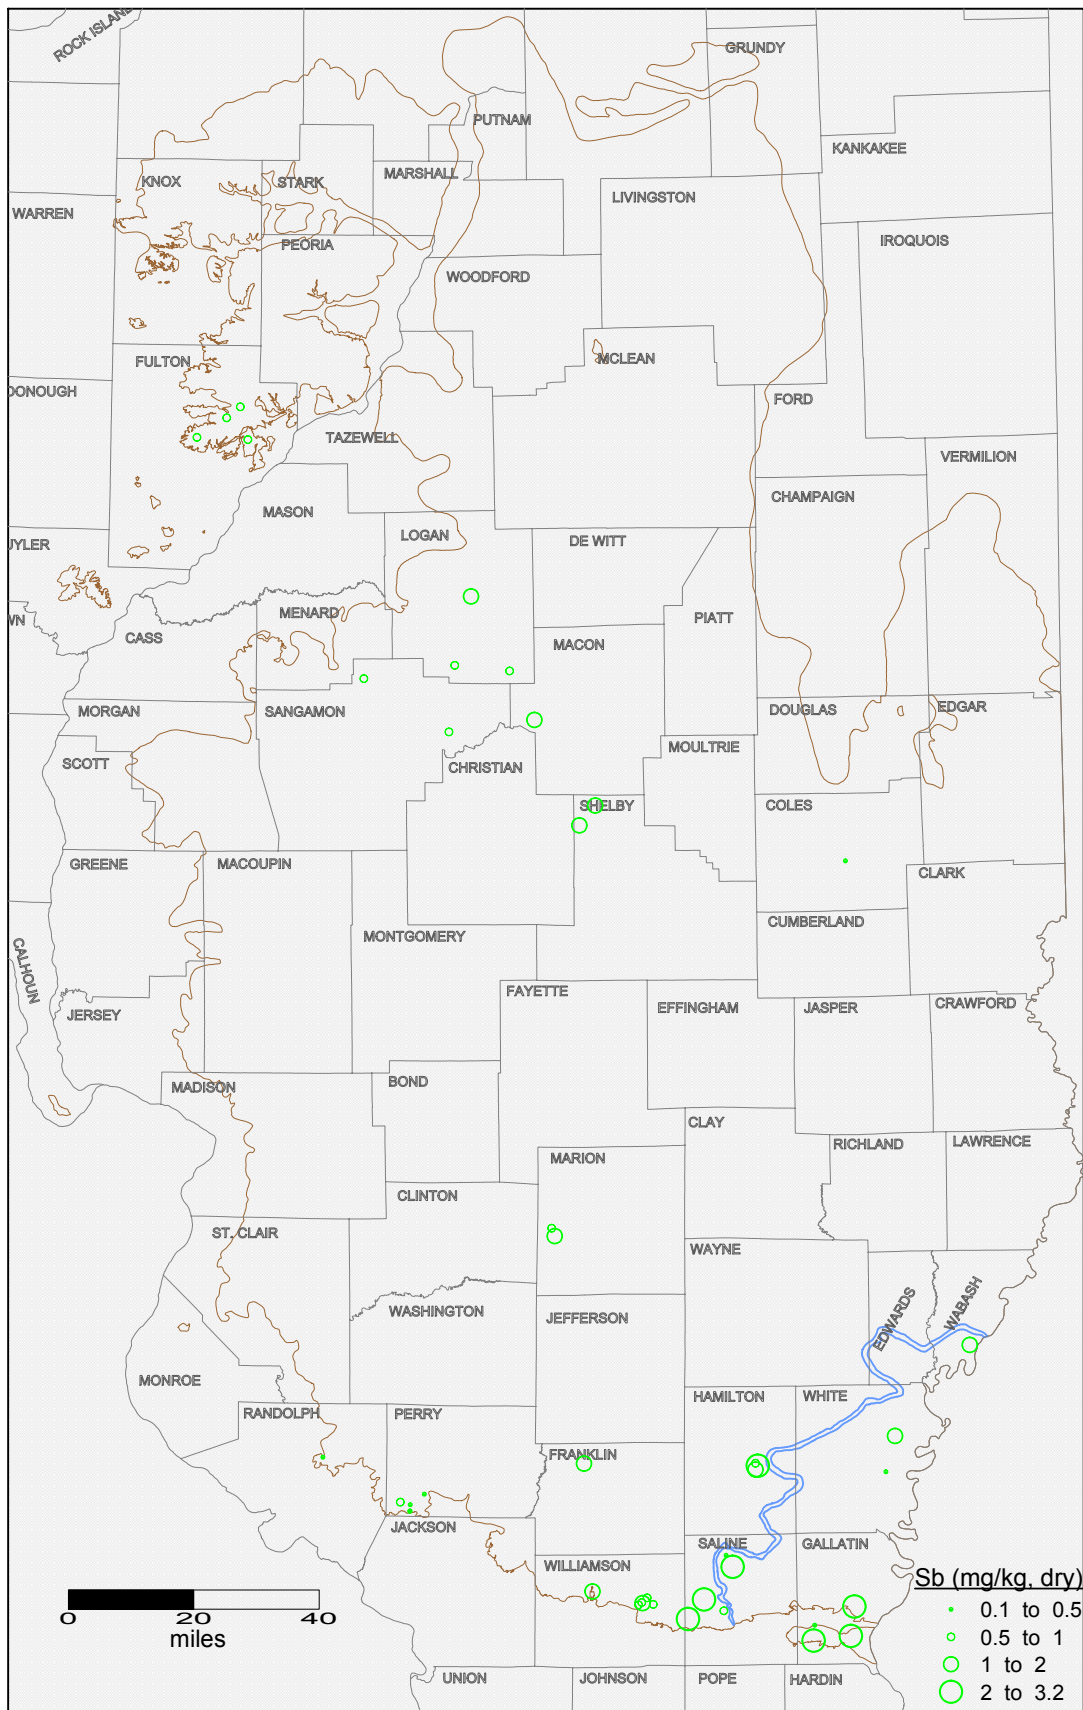 ROCK ISLAND
GRUNDY
PUTNAM
KANKAKEE
KNOX
STARK
MARSHALL
LIVINGSTON
WARREN
PEORIA
IROQUOIS
WOODFORD
FULTON
MCLEAN
DONOUGH
FORD
TAZEWELL
VERMILION
CHAMPAIGN
MASON
LOGAN
DE WITT
UYLER
MENARD
PIATT
WN
CASS
MACON
MORGAN
SANGAMON
DOUGLAS
EDGAR
SCOTT
CHRISTIAN
MOULTRIE
SHELBY
COLES
GREENE
MACOUPIN
CLARK
CUMBERLAND
MONTGOMERY
CALHOUN
FAYETTE
EFFINGHAM
JASPER
CRAWFORD
JERSEY
MADISON
BOND
CLAY
RICHLAND
LAWRENCE
MARION
CLINTON
ST. CLAIR
WAYNE
WASHINGTON
JEFFERSON
EDWARDS
WABASH
MONROE
RANDOLPH
PERRY
HAMILTON
WHITE
FRANKLIN
JACKSON
SALINE
GALLATIN
WILLIAMSON
UNION
JOHNSON
POPE
HARDIN
0 20 40
miles
Sb (mg/kg, dry)
0.1 to 0.5
0.5 to 1
1 to 2
2 to 3.2